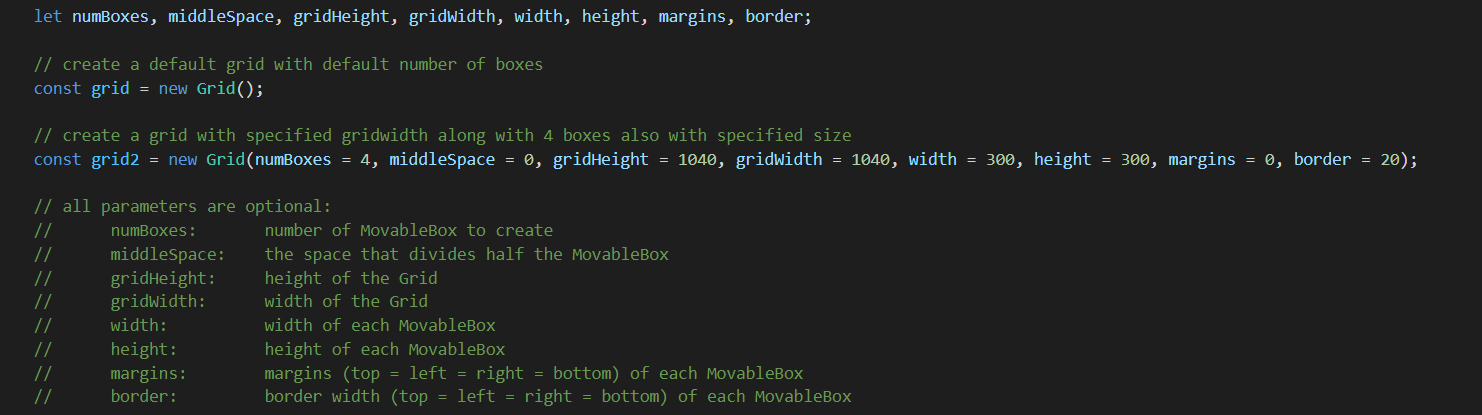 let numBoxes, middleSpace, gridHeight, gridWidth, width, height, margins, border;
// create a default grid with default number of boxes
const grid = new Grid();
// create a grid with specified gridwidth along with 4 boxes also with specified size
const grid2 = new Grid(numBoxes = 4, middleSpace = 0, gridHeight = 1040, gridWidth = 1040, width = 300, height = 300, margins = 0, border = 20);
// all parameters are optional:
//      numBoxes:       number of MovableBox to create
//      middleSpace:    the space that divides half the MovableBox
//      gridHeight:     height of the Grid
//      gridWidth:      width of the Grid
//      width:          width of each MovableBox
//      height:         height of each MovableBox
//      margins:        margins (top = left = right = bottom) of each MovableBox
//      border:         border width (top = left = right = bottom) of each MovableBox